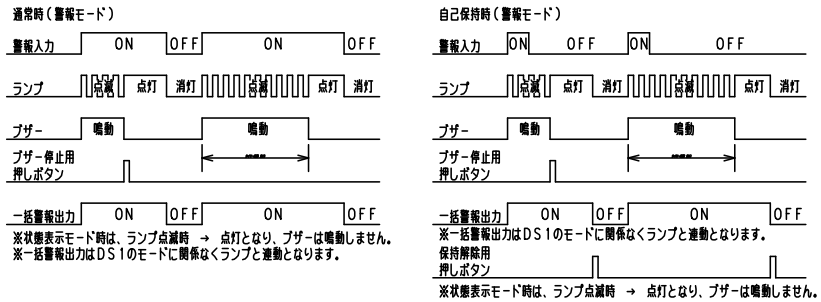 通常時(警報モード)
警報入力 ON OFF ON OFF
ランプ 点滅 点灯 消灯 点滅 点灯 消灯
ブザー 鳴動 鳴動
ブザー停止用
押しボタン
一括警報出力 ON OFF ON OFF
※状態表示モード時は、ランプ点滅時 → 点灯となり、ブザーは鳴動しません。
※一括警報出力はDS1のモードに関係なくランプと連動となります。
自己保持時(警報モード)
警報入力 ON OFF ON OFF
ランプ 点滅 点灯 消灯 点滅 点灯 消灯
ブザー 鳴動 鳴動
ブザー停止用
押しボタン
一括警報出力 ON OFF ON OFF
※一括警報出力はDS1のモードに関係なくランプと連動となります。
保持解除用
押しボタン
※状態表示モード時は、ランプ点滅時 → 点灯となり、ブザーは鳴動しません。